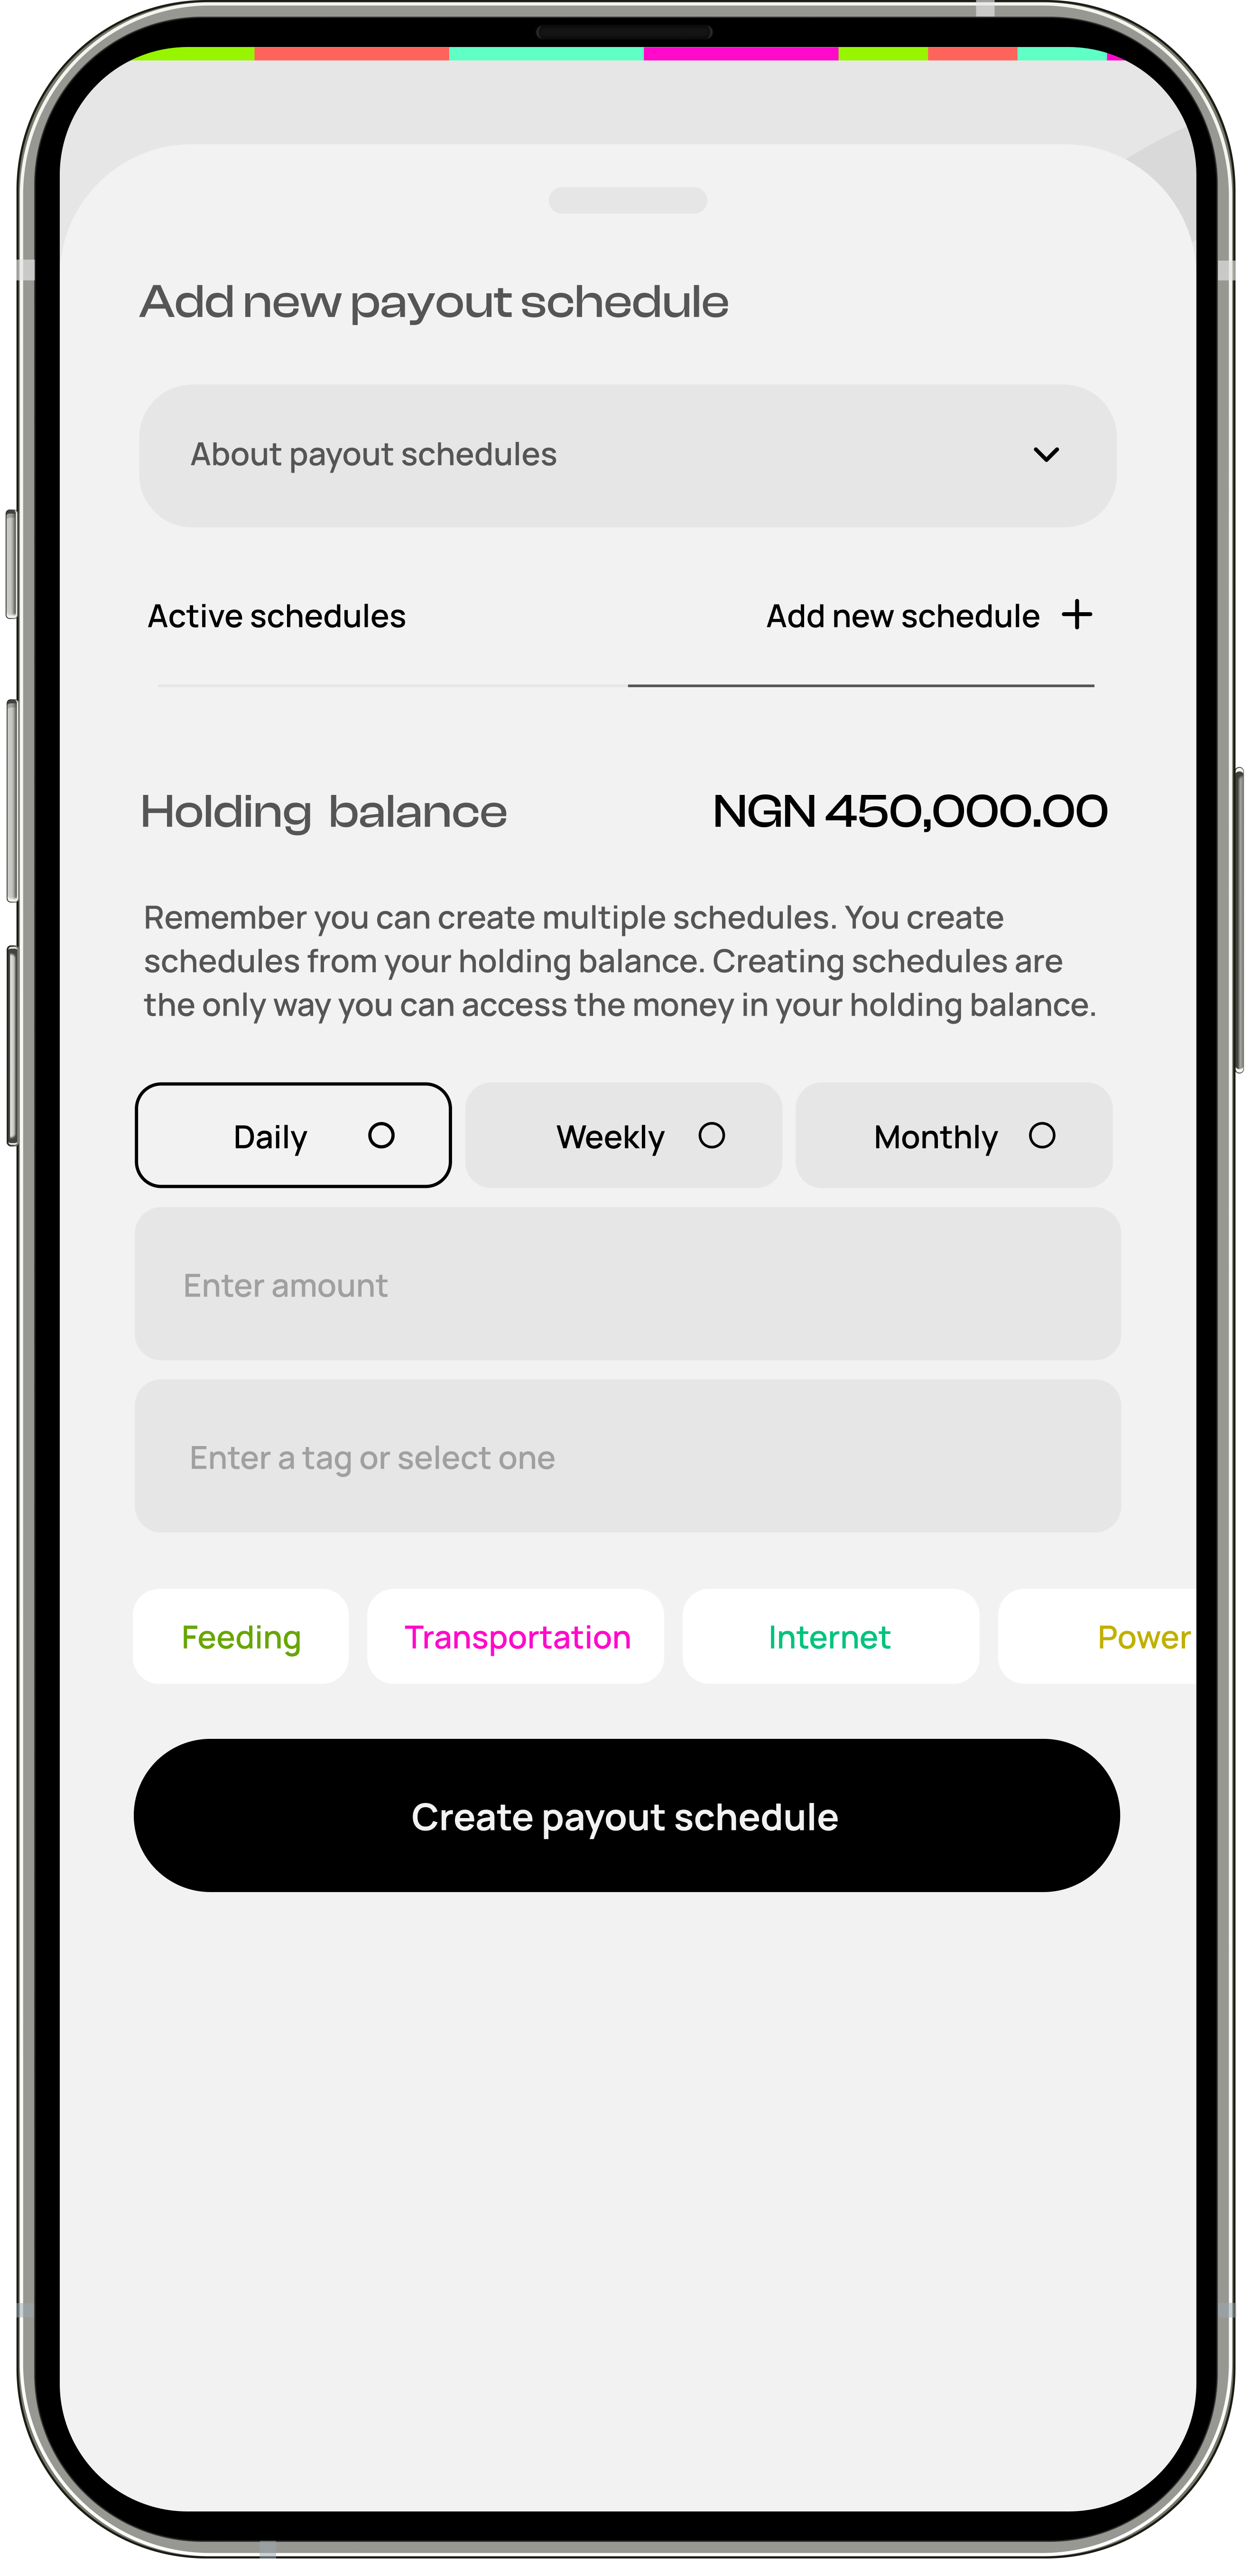 Add new payout schedule
About payout schedules
Active schedules
Add new schedule
Holding balance
NGN 450,000.00
Remember you can create multiple schedules. You create
schedules from your holding balance. Creating schedules are
the only way you can access the money in your holding balance.
Daily
Weekly
Monthly
Enter amount
Enter a tag or select one
Feeding
Transportation
Internet
Power
Create payout schedule